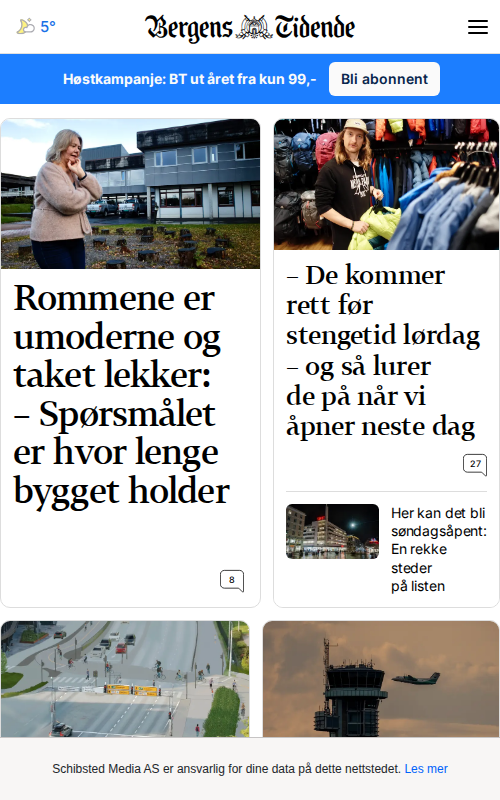 5°
Bergens Tidende
Høstkampanje: BT ut året fra kun 99,-
Bli abonnent
Rommene er
umoderne og
taket lekker:
– Spørsmålet
er hvor lenge
bygget holder
8
– De kommer
rett før
stengetid lørdag
– og så lurer
de på når vi
åpner neste dag
27
Her kan det bli
søndagsåpent:
En rekke
steder
på listen
Schibsted Media AS er ansvarlig for dine data på dette nettstedet. Les mer